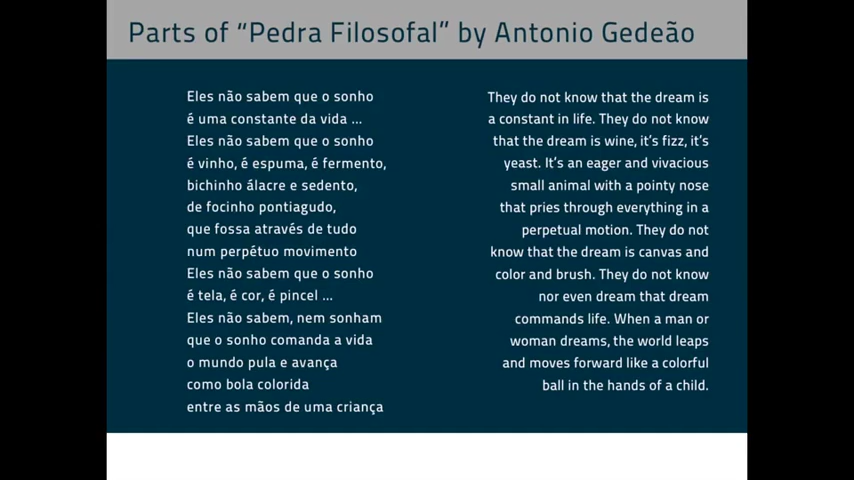 Parts of “Pedra Filosofal” by Antonio Gedeão
Eles não sabem que o sonho
é uma constante da vida ...
Eles não sabem que o sonho
é vinho, é espuma, é fermento,
bichinho álacre e sedento,
de focinho pontiagudo,
que fossa através de tudo
num perpétuo movimento
Eles não sabem que o sonho
é tela, é cor, é pincel ...
Eles não sabem, nem sonham
que o sonho comanda a vida
o mundo pula e avança
como bola colorida
entre as mãos de uma criança
They do not know that the dream is
a constant in life. They do not know
that the dream is wine, it’s fizz, it’s
yeast. It’s an eager and vivacious
small animal with a pointy nose
that pries through everything in a
perpetual motion. They do not
know that the dream is canvas and
color and brush. They do not know
nor even dream that dream
commands life. When a man or
woman dreams, the world leaps
and moves forward like a colorful
ball in the hands of a child.